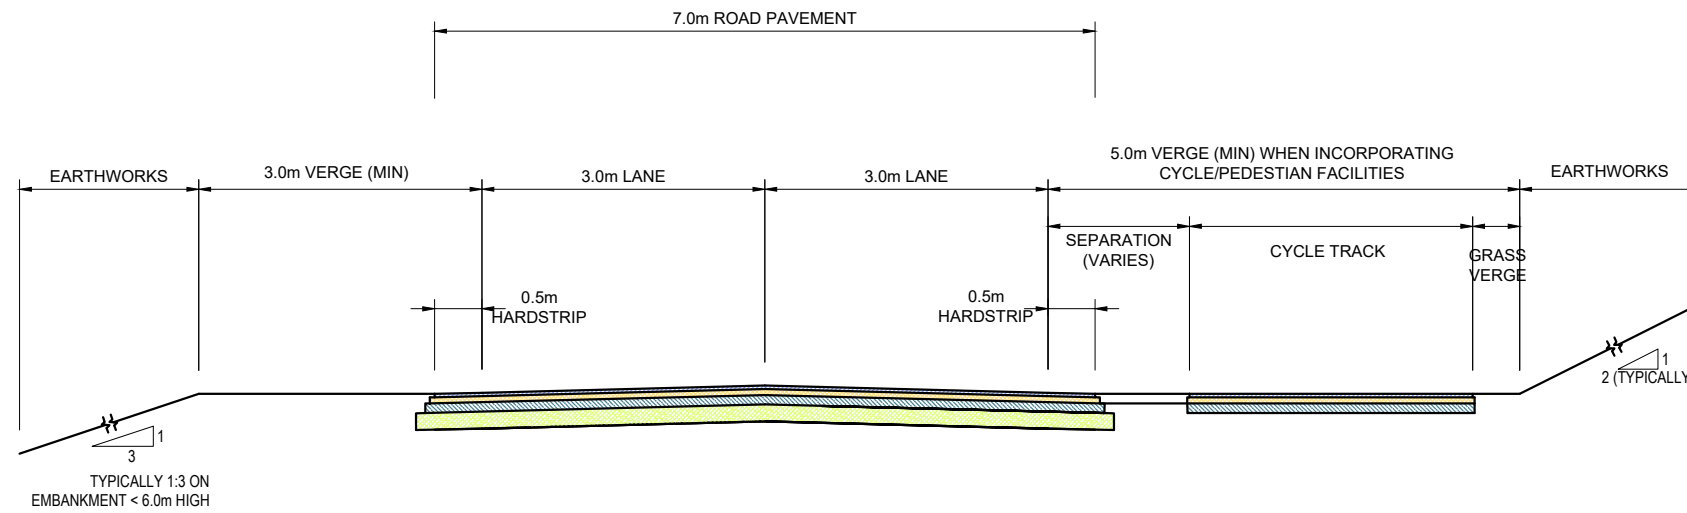 7.0m ROAD PAVEMENT
EARTHWORKS
3.0m VERGE (MIN)
3.0m LANE
3.0m LANE
5.0m VERGE (MIN) WHEN INCORPORATING
CYCLE/PEDESTIAN FACILITIES
EARTHWORKS
SEPARATION
(VARIES)
CYCLE TRACK
GRASS
VERGE
0.5m
HARDSTRIP
0.5m
HARDSTRIP
1
3
TYPICALLY 1:3 ON
EMBANKMENT < 6.0m HIGH
1
2 (TYPICALLY